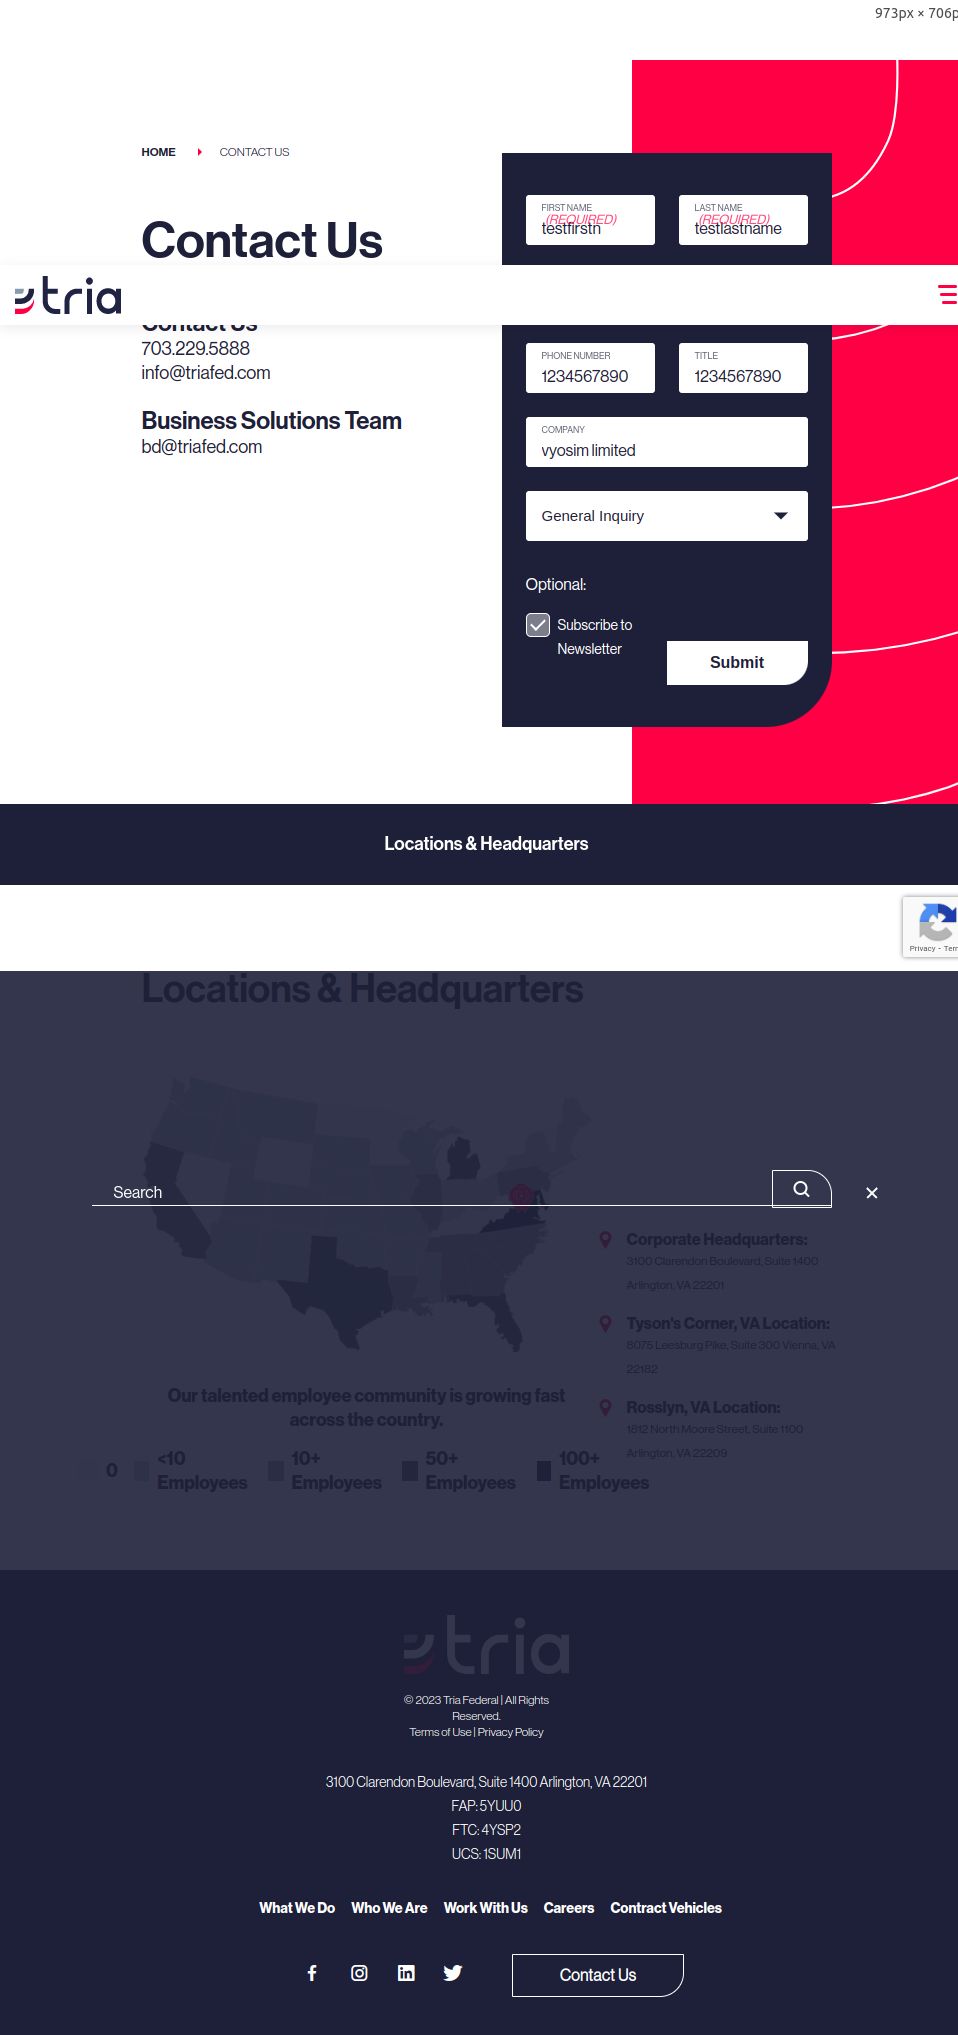 973px × 706p
HOME
CONTACT US
Contact Us
FIRST NAME
(REQUIRED)
testfirstn
LAST NAME
(REQUIRED)
testlastname
tria
Contact Us
703.229.5888
info@triafed.com
Business Solutions Team
bd@triafed.com
PHONE NUMBER
1234567890
TITLE
1234567890
COMPANY
vyosim limited
General Inquiry
Optional:
Subscribe to
Newsletter
Submit
Locations & Headquarters
Privacy - Terr
Locations & Headquarters
Search
Corporate Headquarters:
3100 Clarendon Boulevard, Suite 1400
Arlington, VA 22201
Tyson's Corner, VA Location:
8075 Leesburg Pike, Suite 300 Vienna, VA
22182
Rosslyn, VA Location:
1812 North Moore Street, Suite 1100
Arlington, VA 22209
Our talented employee community is growing fast
across the country.
0
<10
Employees
10+
Employees
50+
Employees
100+
Employees
tria
© 2023 Tria Federal | All Rights
Reserved.
Terms of Use | Privacy Policy
3100 Clarendon Boulevard, Suite 1400 Arlington, VA 22201
FAP: 5YUU0
FTC: 4YSP2
UCS: 1SUM1
What We Do Who We Are Work With Us Careers Contract Vehicles
Contact Us